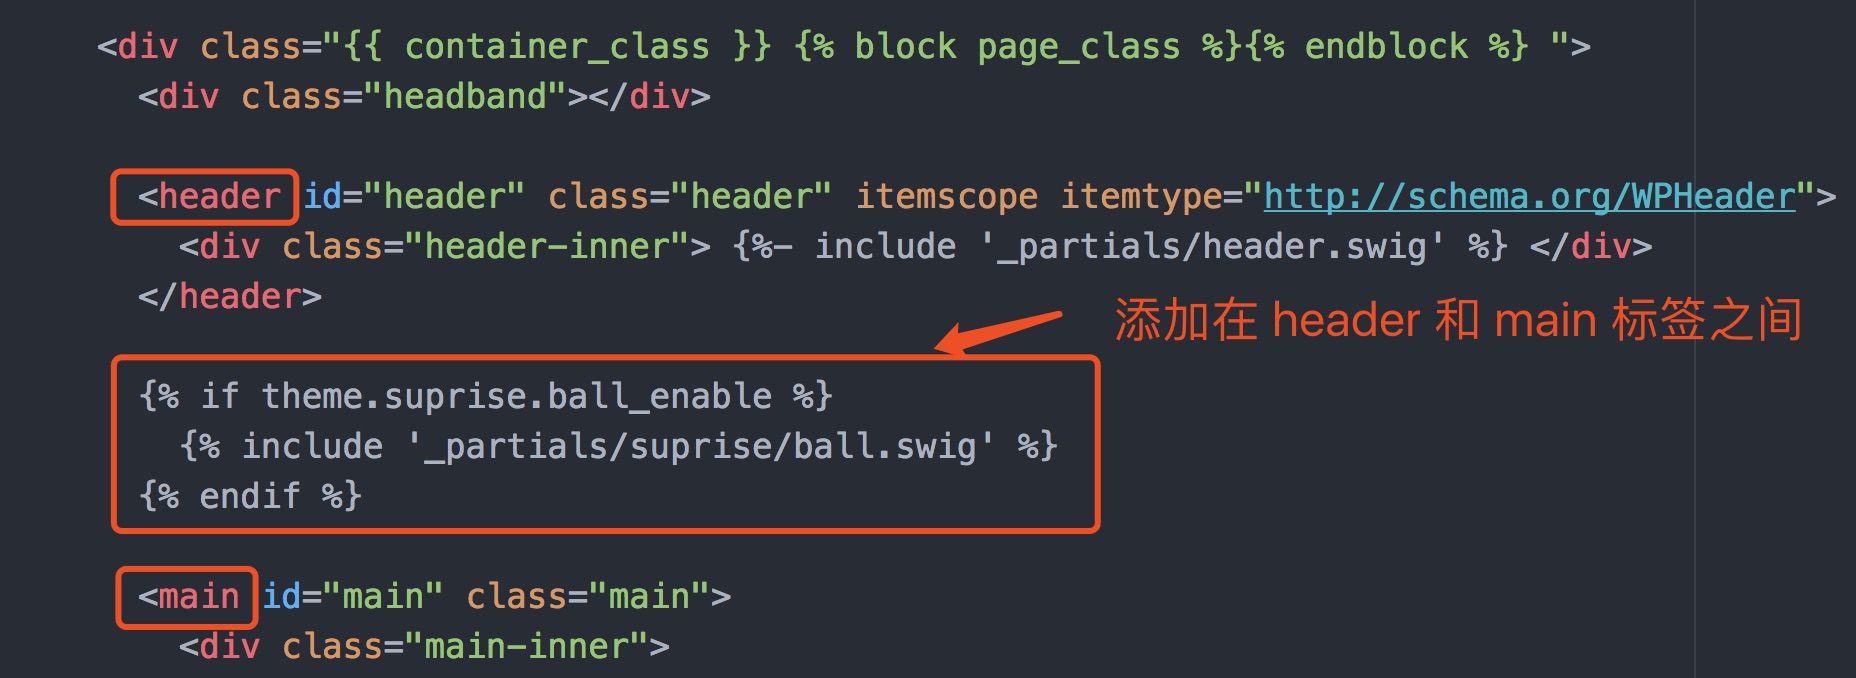 <div class="{{ container_class }} {% block page_class %}{% endblock %} ">
<div class="headband"></div>
<header id="header" class="header" itemscope itemtype="http://schema.org/WPHeader">
<div class="header-inner"> {%- include '_partials/header.swig' %} </div>
</header>
添加在 header 和 main 标签之间
{% if theme.suprise.ball_enable %}
{% include '_partials/suprise/ball.swig' %}
{% endif %}
<main id="main" class="main">
<div class="main-inner">